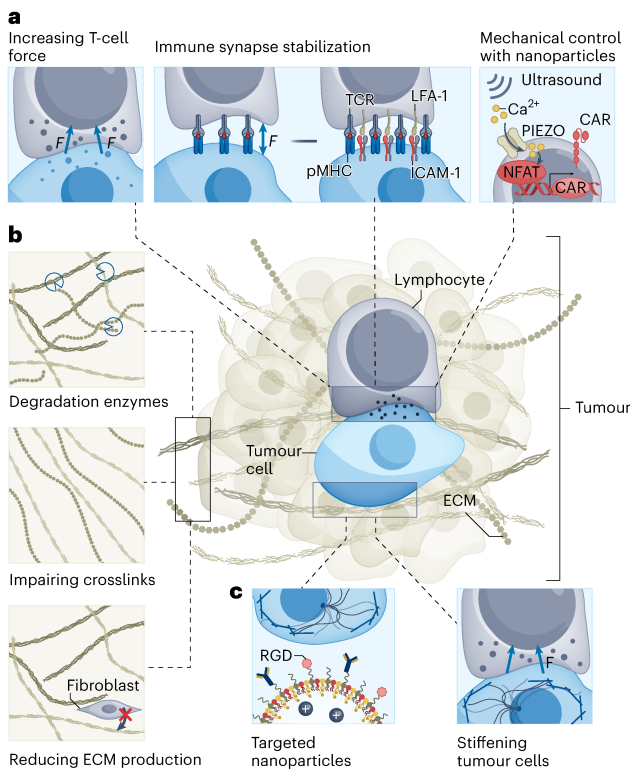 a
Increasing T-cell
force
Immune synapse stabilization
Mechanical control
with nanoparticles
F
F
F
TCR
LFA-1
pMHC
ICAM-1
Ultrasound
Ca2+
PIEZO
CAR
NFAT
CAR
b
Degradation enzymes
Impairing crosslinks
Fibroblast
Reducing ECM production
Lymphocyte
Tumour
Tumour
cell
ECM
c
RGD
+
+
Targeted
nanoparticles
F
Stiffening
tumour cells